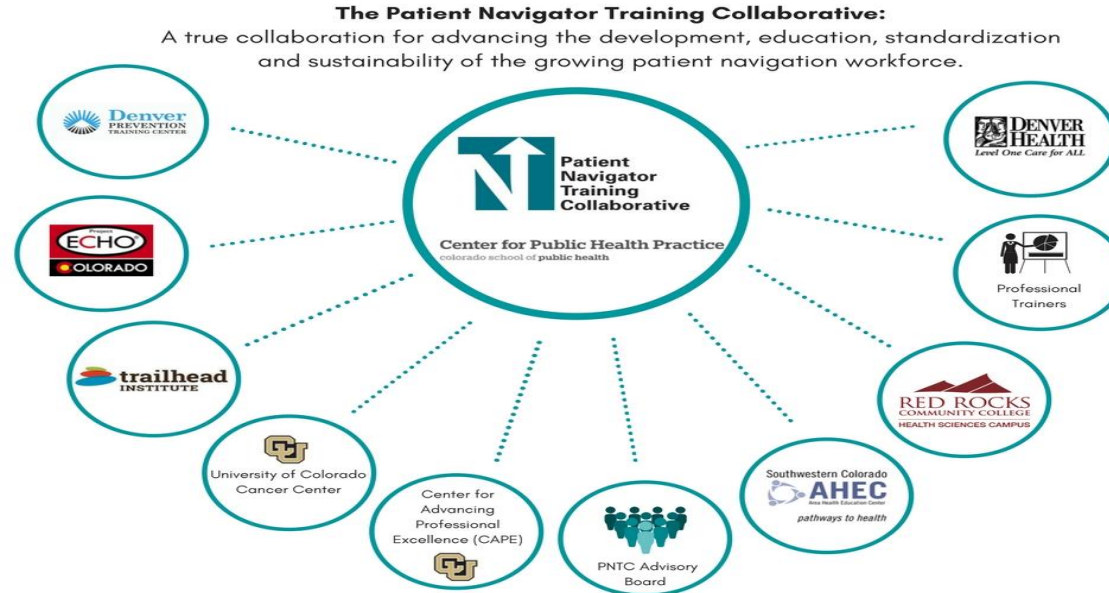 The Patient Navigator Training Collaborative:
A true collaboration for advancing the development, education, standardization
and sustainability of the growing patient navigation workforce.
Denver
PREVENTION
TRAINING CENTER
Project
ECHO®
COLORADO
trailhead
INSTITUTE
CU
University of Colorado
Cancer Center
Center for
Advancing
Professional
Excellence (CAPE)
CU
PNTC Advisory
Board
Southwestern Colorado
AHEC
Area Health Education Center
pathways to health
RED ROCKS
COMMUNITY COLLEGE
HEALTH SCIENCES CAMPUS
Professional
Trainers
DENVER
HEALTH
Level One Care for ALL
NT
Patient
Navigator
Training
Collaborative
Center for Public Health Practice
colorado school of public health